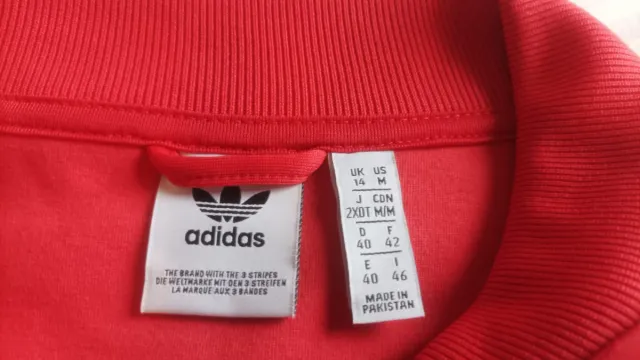 adidas
THE BRAND WITH THE 3 STRIPES
DIE WELTMARKE MIT DEN 3 STREIFEN
LA MARQUE AUX 3 BANDES
UK US
14 M
J CDN
2XOT M/M
D F
40 42
E I
40 46
MADE IN
PAKISTAN